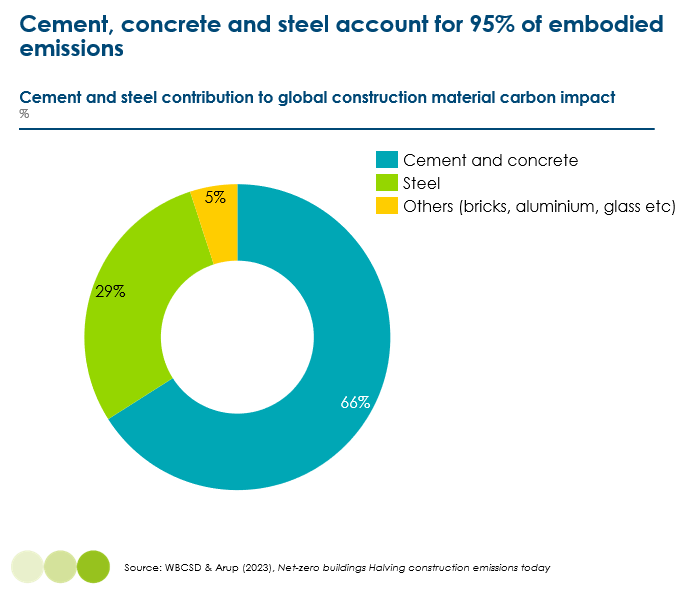 Cement, concrete and steel account for 95% of embodied
emissions
Cement and steel contribution to global construction material carbon impact
%
Cement and concrete
Steel
Others (bricks, aluminium, glass etc)
5%
29%
66%
Source: WBCSD & Arup (2023), Net-zero buildings Halving construction emissions today